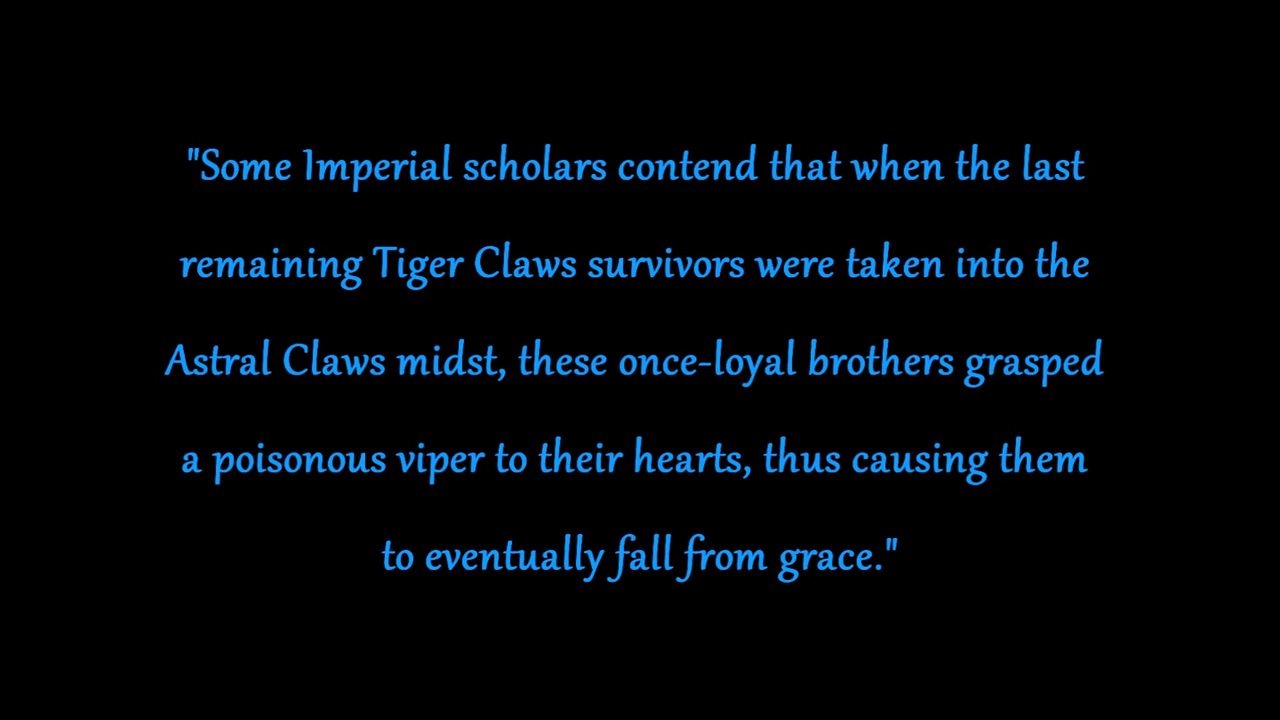 "Some Imperial scholars contend that when the last
remaining Tiger Claws survivors were taken into the
Astral Claws midst, these once-loyal brothers grasped
a poisonous viper to their hearts, thus causing them
to eventually fall from grace."